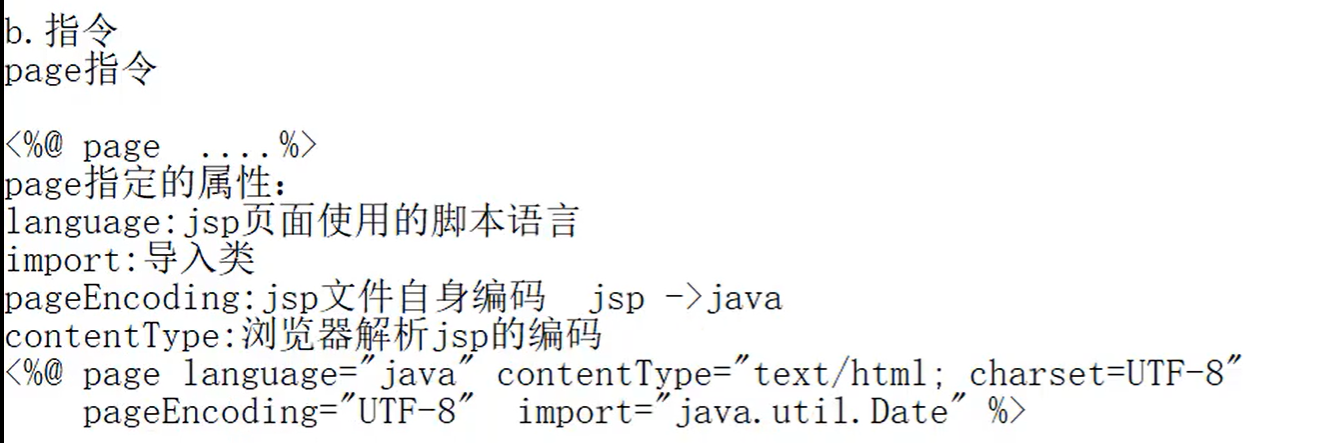 b.指令
page指令
<%@ page  ....%>
page指定的属性：
language:jsp页面使用的脚本语言
import:导入类
pageEncoding:jsp文件自身编码  jsp ->java
contentType:浏览器解析jsp的编码
<%@ page language="java" contentType="text/html; charset=UTF-8"
    pageEncoding="UTF-8"  import="java.util.Date" %>